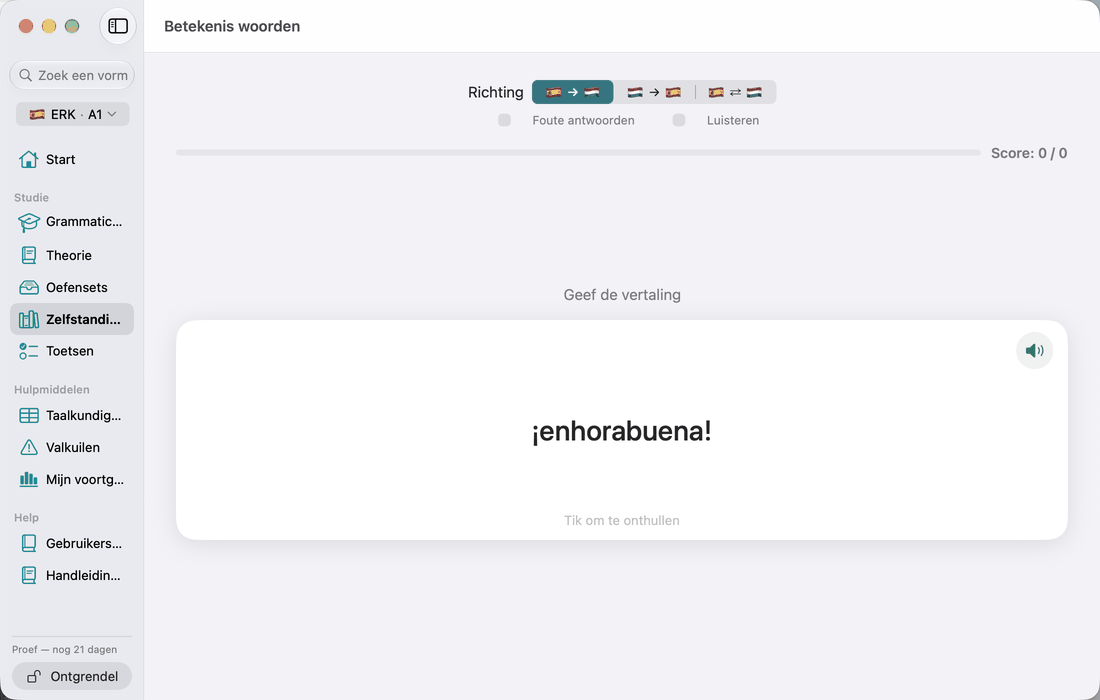 Betekenis woorden
Zoek een vorm
ERK · A1
Start
Studie
Grammatic...
Theorie
Oefensets
Zelfstandi...
Toetsen
Hulpmiddelen
Taalkundig...
Valkuilen
Mijn voortg...
Help
Gebruikers...
Handleidin...
Proef — nog 21 dagen
Ontgrendel
Richting
Foute antwoorden
Luisteren
Score: 0 / 0
Geef de vertaling
¡enhorabuena!
Tik om te onthullen